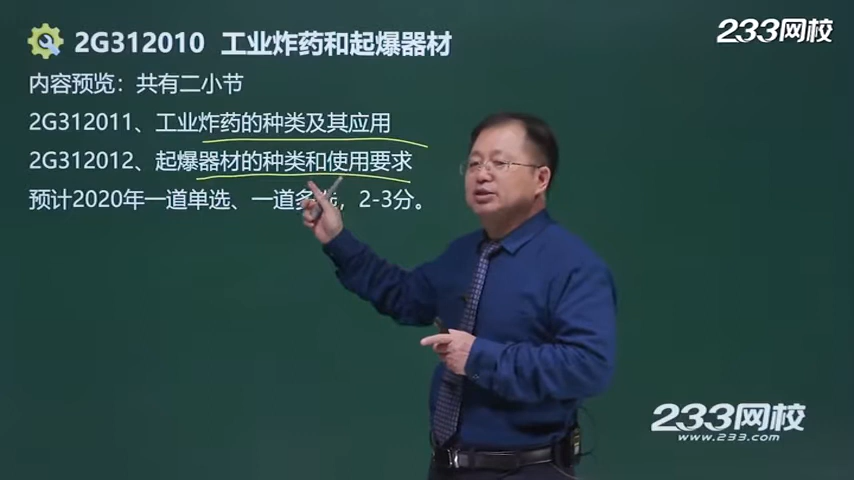 2G312010 工业炸药和起爆器材
233网校
内容预览：共有二小节
2G312011、工业炸药的种类及其应用
2G312012、起爆器材的种类和使用要求
预计2020年一道单选、一道多选，2-3分。
233网校
www.233.com